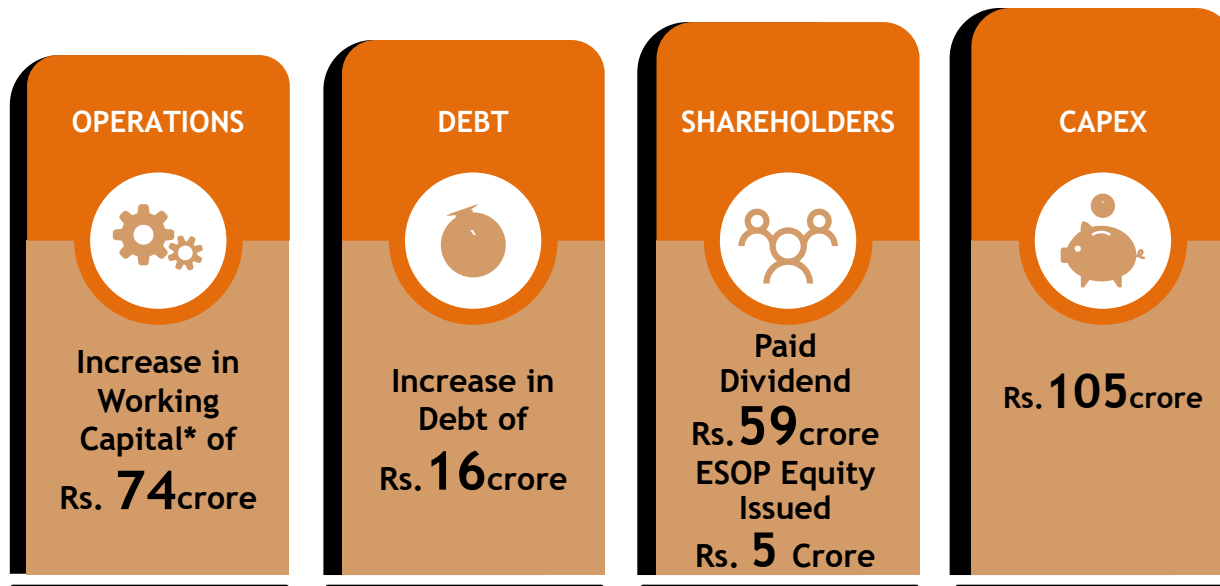 OPERATIONS
Increase in
Working
Capital* of
Rs. 74crore
DEBT
Increase in
Debt of
Rs.16crore
SHAREHOLDERS
Paid
Dividend
Rs.59crore
ESOP Equity
Issued
Rs. 5 Crore
CAPEX
Rs.105crore